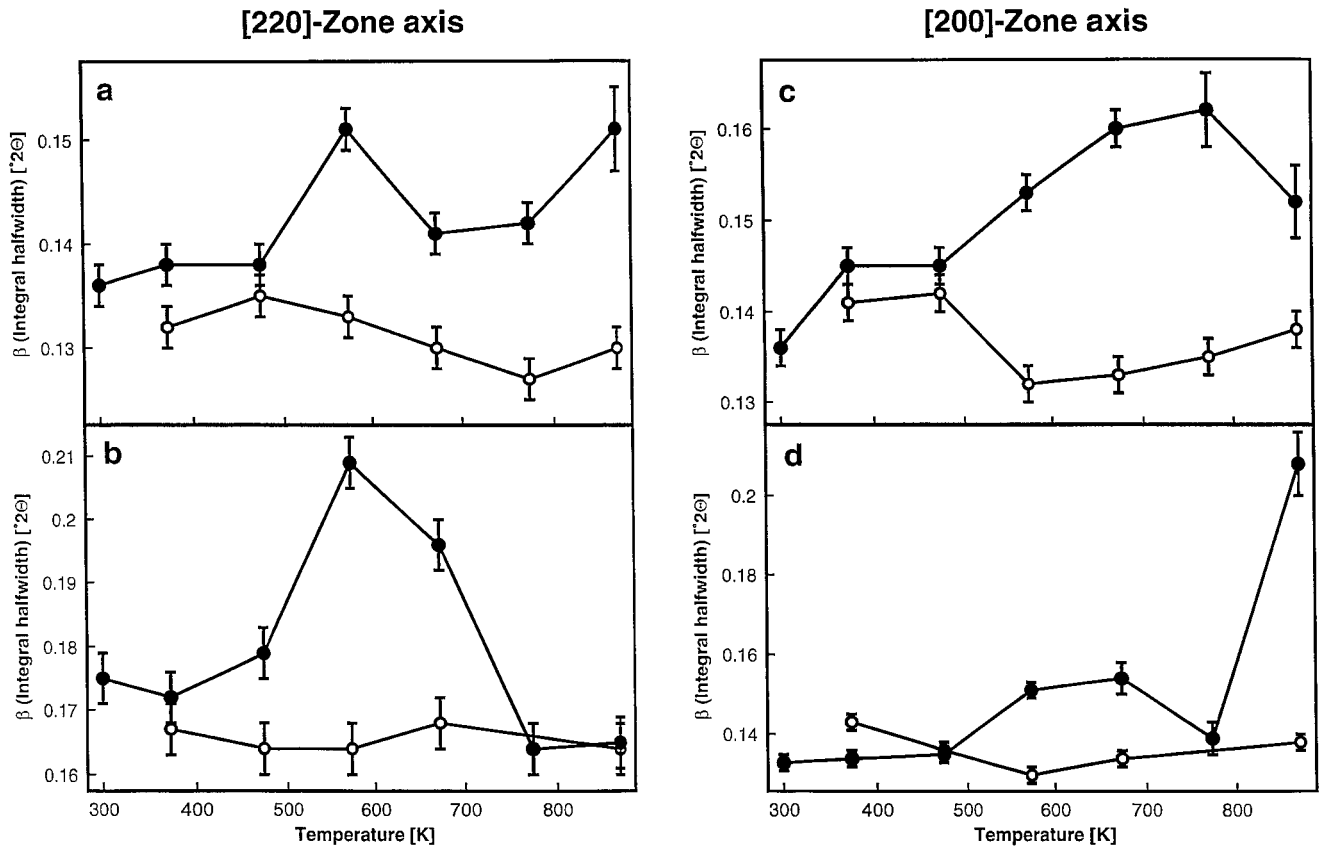 [220]-Zone axis
[200]-Zone axis
a
β (Integral halfwidth) [˚2Θ]
0.15
0.14
0.13
c
β (Integral halfwidth) [˚2Θ]
0.16
0.15
0.14
0.13
b
β (Integral halfwidth) [˚2Θ]
0.21
0.2
0.19
0.18
0.17
0.16
300 400 500 600 700 800
Temperature [K]
d
β (Integral halfwidth) [˚2Θ]
0.2
0.18
0.16
0.14
300 400 500 600 700 800
Temperature [K]